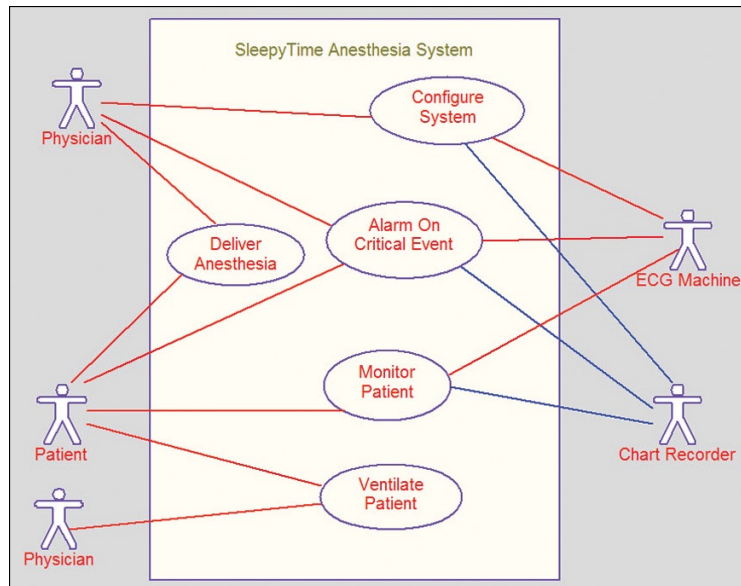 SleepyTime Anesthesia System
Physician
Configure
System
Deliver
Anesthesia
Alarm On
Critical Event
ECG Machine
Monitor
Patient
Patient
Chart Recorder
Ventilate
Patient
Physician